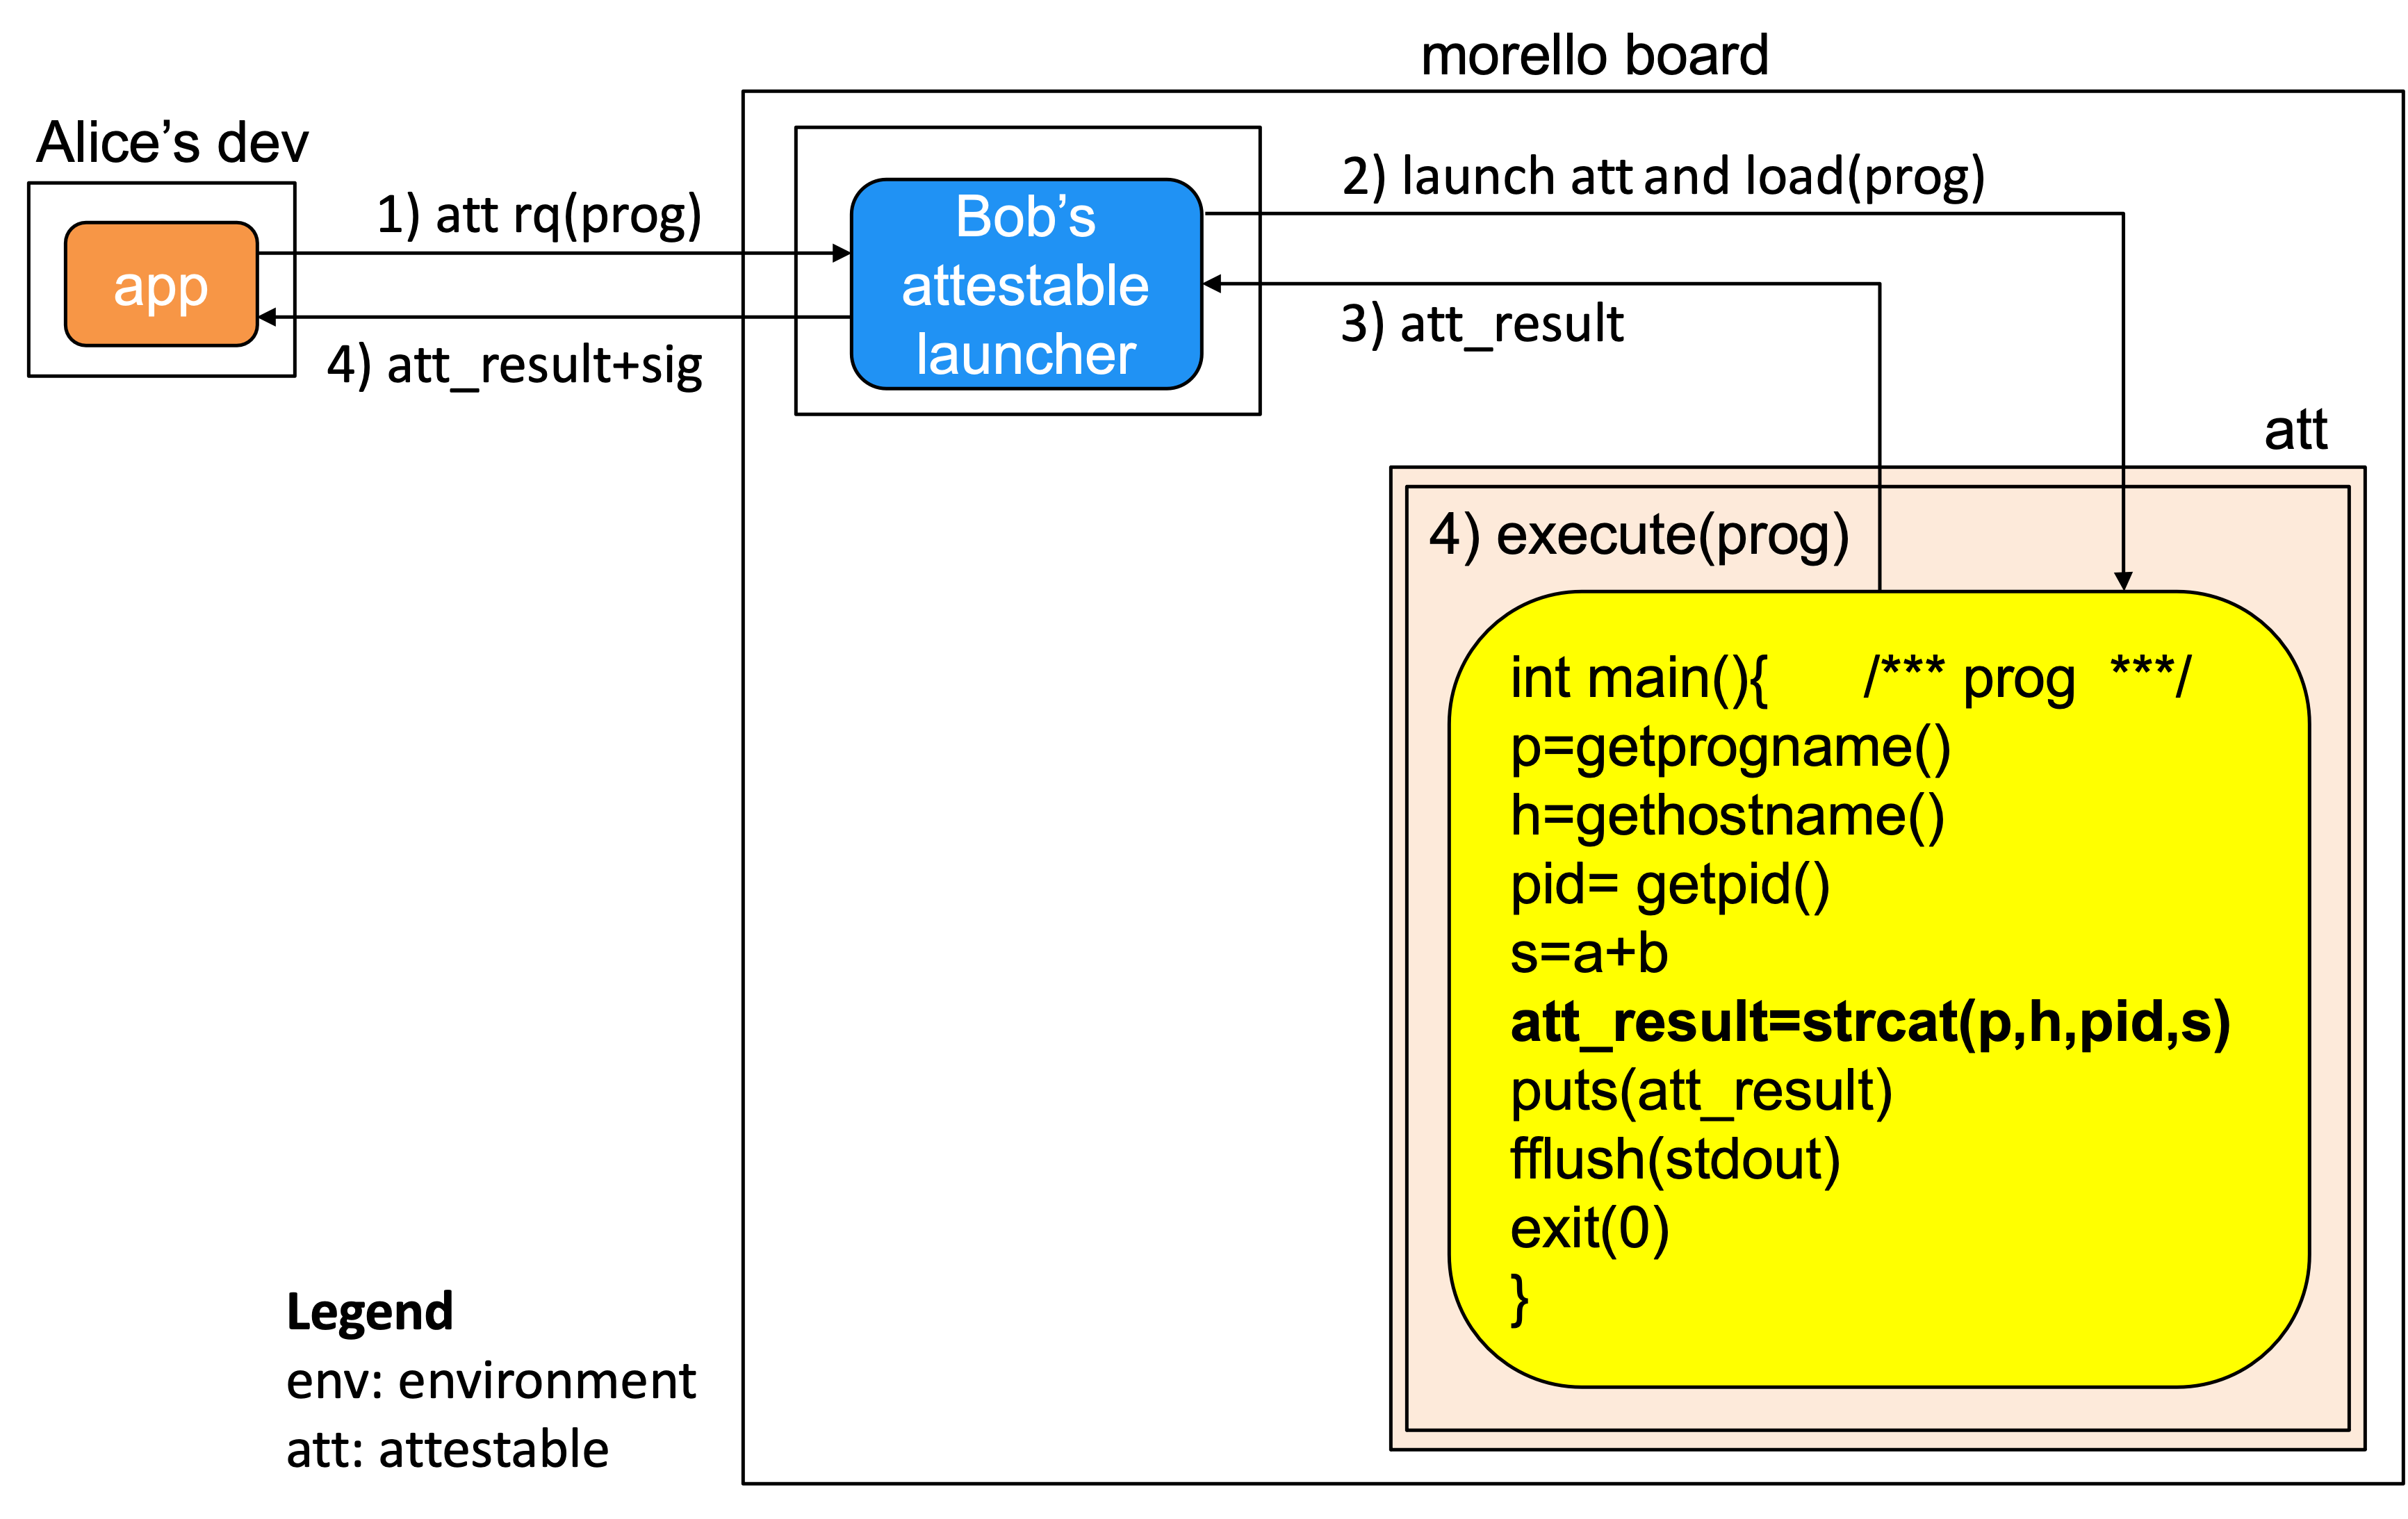 morello board
Alice’s dev
app
1) att rq(prog)
4) att_result+sig
Bob’s
attestable
launcher
2) launch att and load(prog)
3) att_result
att
4) execute(prog)
int main(){ /*** prog ***/
p=getprogname()
h=gethostname()
pid= getpid()
s=a+b
att_result=strcat(p,h,pid,s)
puts(att_result)
fflush(stdout)
exit(0)
}
Legend
env: environment
att: attestable